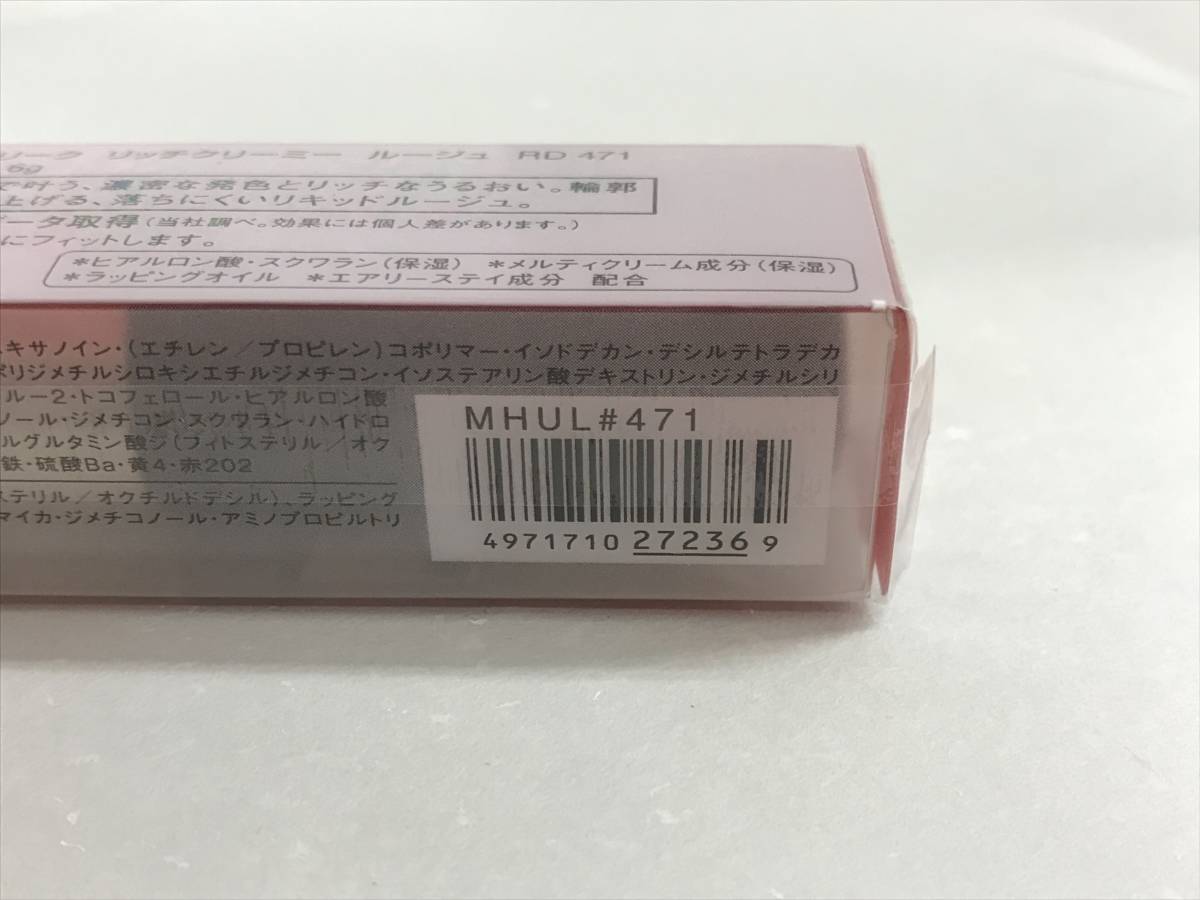 リーク リッチクリーミー ルージュ RD 471
6g
で叶う、濃密な発色とリッチなうるおい。輪郭
上げる、落ちにくいリキッドルージュ。
データ取得(当社調べ。効果には個人差があります。)
にフィットします。
*ヒアルロン酸・スクワラン(保湿) *メルティクリーム成分(保湿)
*ラッピングオイル *エアリーステイ成分 配合
エキサノイン・(エチレン/プロピレン)コポリマー・イソドデカン・デシルテトラデカ
ポリジメチルシロキシエチルジメチコン・イソステアリン酸デキストリン・ジメチルシリ
ルー2・トコフェロール・ヒアルロン酸
ノール・ジメチコン・スクワラン・ハイドロ
ルグルタミン酸ジ(フィトステリル/オク
鉄・硫酸Ba・黄4・赤202
ステリル/オクチルドデシル)、ラッピング
マイカ・ジメチコノール・アミノプロピルトリ
MHUL#471
4971710 27236 9